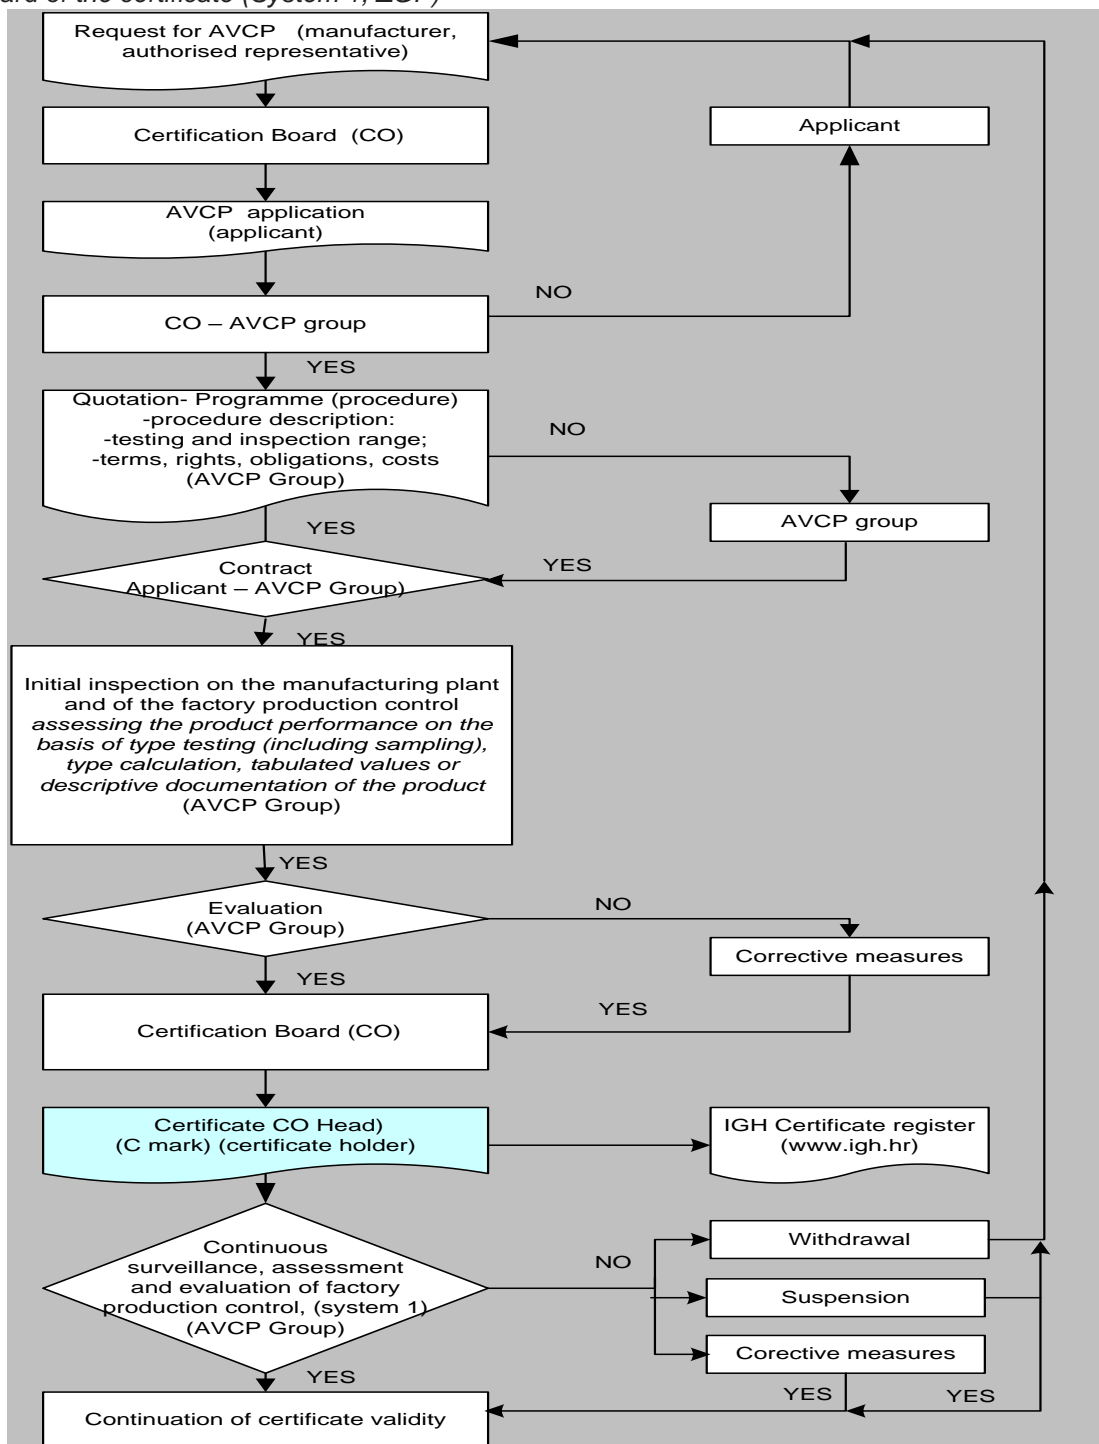 ard of the certificate (System 1,
Request for AVCP (manufacturer,
authorised representative)
Applicant
Certification Board (CO)
AVCP application
(applicant)
NO
CO – AVCP group
YES
Quotation- Programme (procedure)
-procedure description:
-testing and inspection range;
-terms, rights, obligations, costs
(AVCP Group)
NO
AVCP group
YES
Contract
Applicant – AVCP Group)
YES
YES
Initial inspection on the manufacturing plant
and of the factory production control
assessing the product performance on the
basis of type testing (including sampling),
type calculation, tabulated values or
descriptive documentation of the product
(AVCP Group)
YES
Evaluation
(AVCP Group)
NO
Corrective measures
YES
YES
Certification Board (CO)
Certificate CO Head)
(C mark) (certificate holder)
IGH Certificate register
(www.igh.hr)
Continuous
surveillance, assessment
and evaluation of factory
production control, (system 1)
(AVCP Group)
NO
Withdrawal
Suspension
Corective measures
YES
YES
YES
Continuation of certificate validity